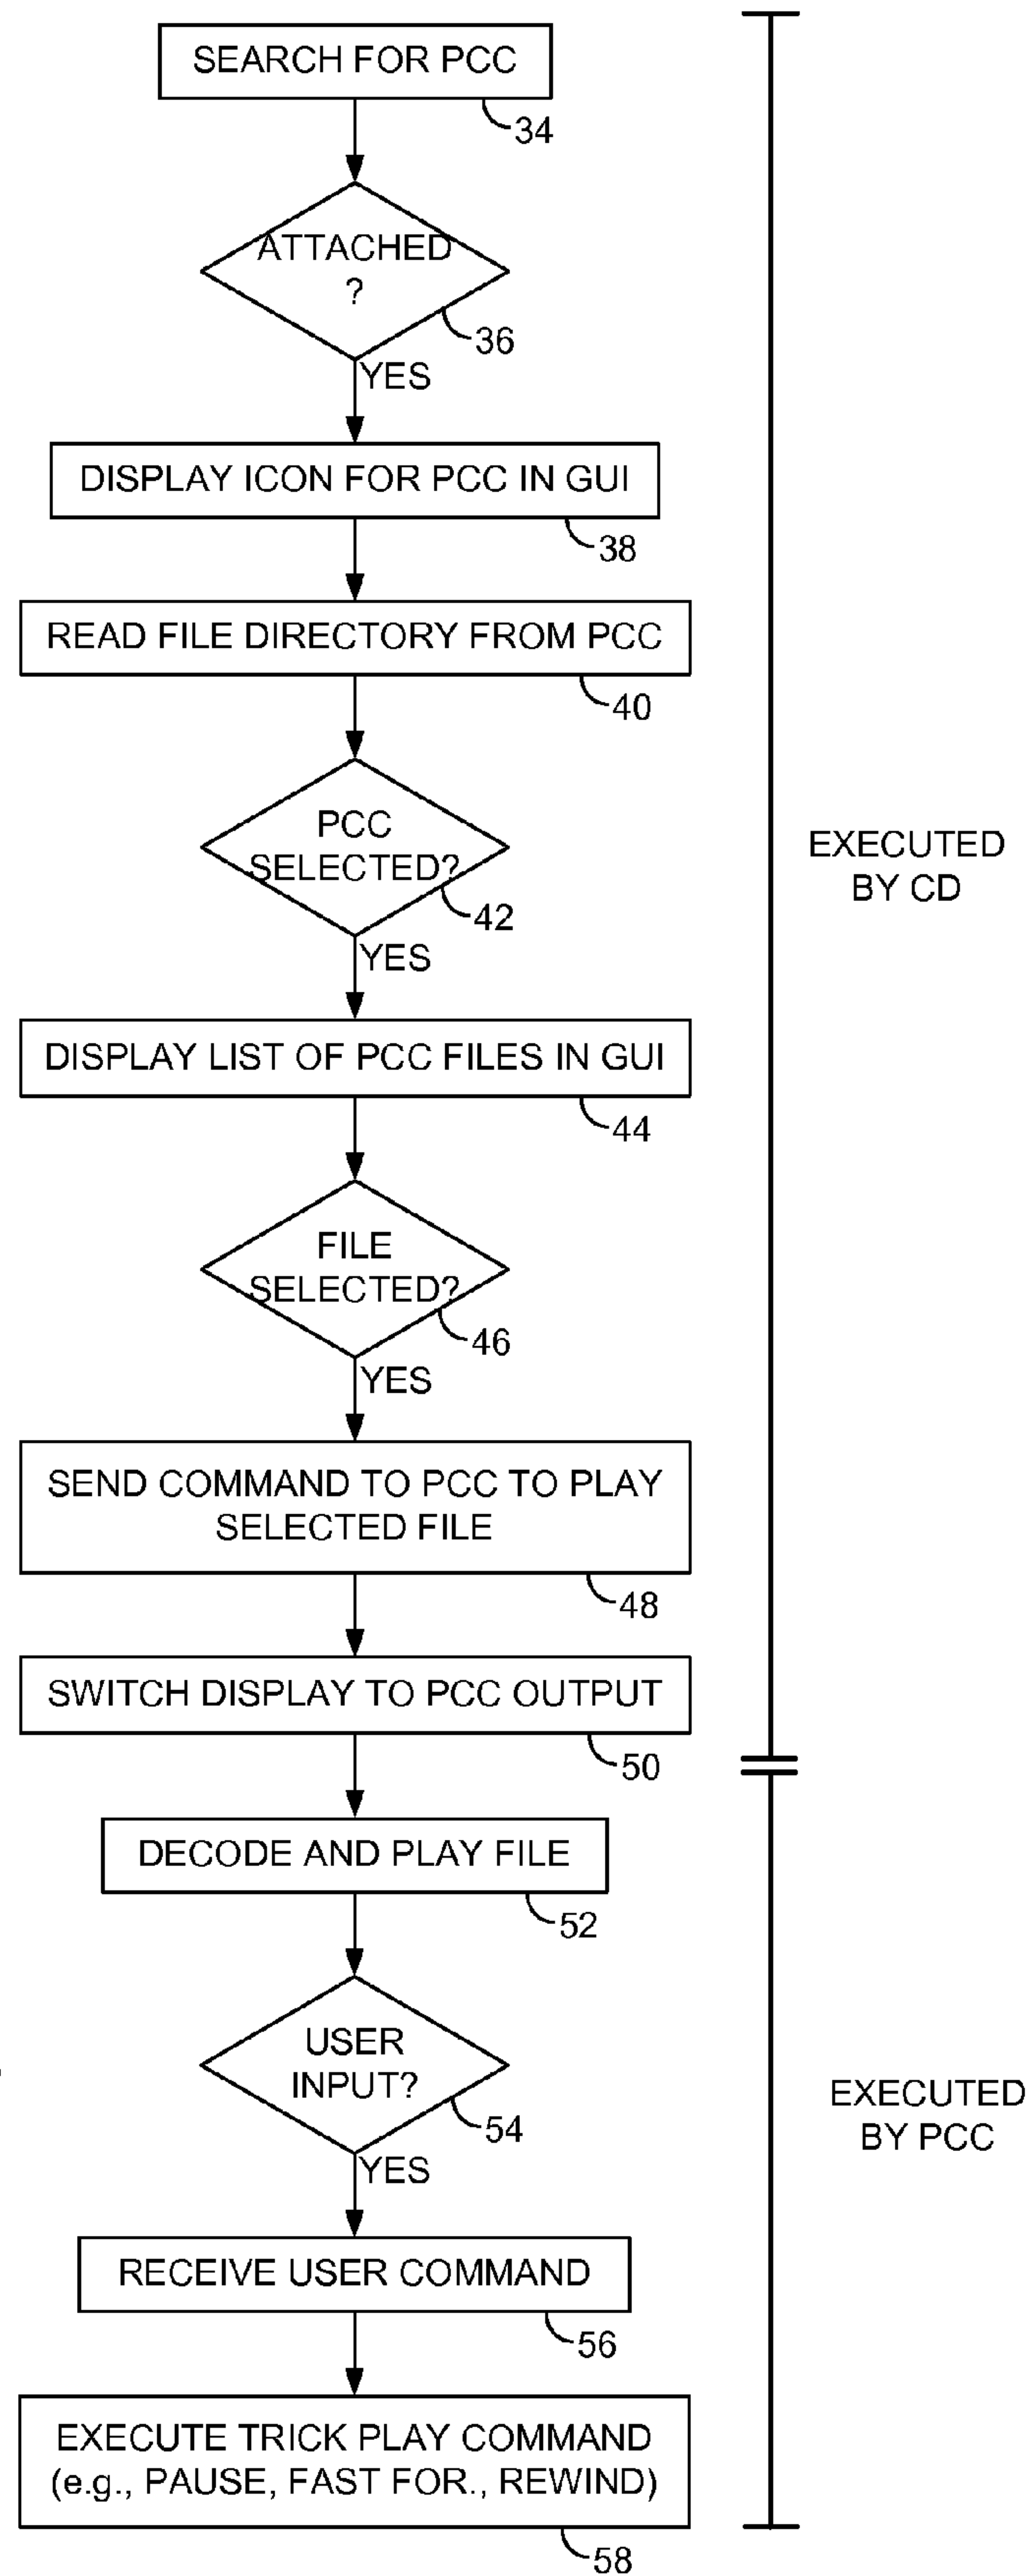 SEARCH FOR PCC
34
ATTACHED
?
36
YES
DISPLAY ICON FOR PCC IN GUI
38
READ FILE DIRECTORY FROM PCC
40
PCC
SELECTED?
42
YES
EXECUTED
BY CD
DISPLAY LIST OF PCC FILES IN GUI
44
FILE
SELECTED?
46
YES
SEND COMMAND TO PCC TO PLAY
SELECTED FILE
48
SWITCH DISPLAY TO PCC OUTPUT
50
DECODE AND PLAY FILE
52
USER
INPUT?
54
YES
EXECUTED
BY PCC
RECEIVE USER COMMAND
56
EXECUTE TRICK PLAY COMMAND
(e.g., PAUSE, FAST FOR., REWIND)
58